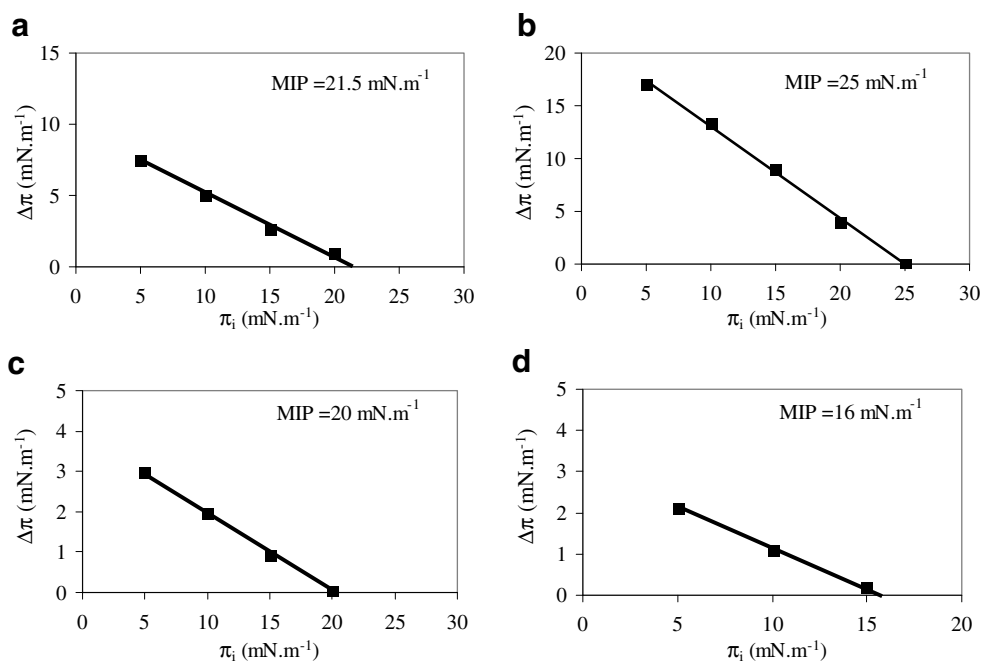 a
15
10
5
0
Δπ (mN.m⁻¹)
MIP =21.5 mN.m⁻¹
0 5 10 15 20 25 30
πᵢ (mN.m⁻¹)
b
20
15
10
5
0
Δπ (mN.m⁻¹)
MIP =25 mN.m⁻¹
0 5 10 15 20 25 30
πᵢ (mN.m⁻¹)
c
5
4
3
2
1
0
Δπ (mN.m⁻¹)
MIP =20 mN.m⁻¹
0 5 10 15 20 25 30
πᵢ (mN.m⁻¹)
d
5
4
3
2
1
0
Δπ (mN.m⁻¹)
MIP =16 mN.m⁻¹
0 5 10 15 20
πᵢ (mN.m⁻¹)